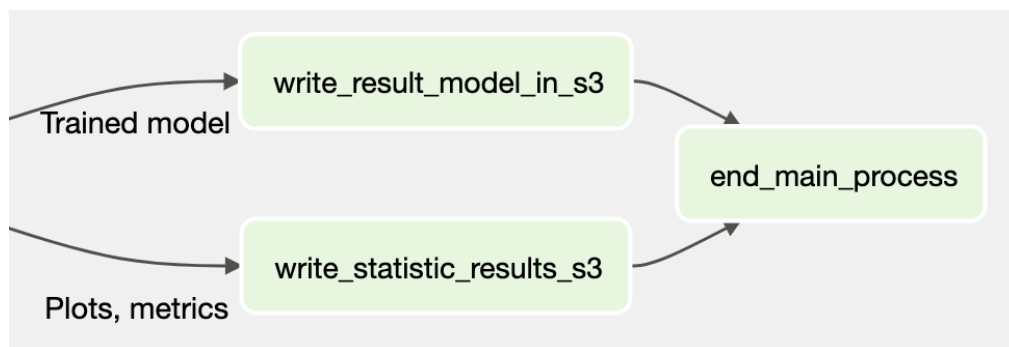 write_result_model_in_s3
Trained model
end_main_process
write_statistic_results_s3
Plots, metrics